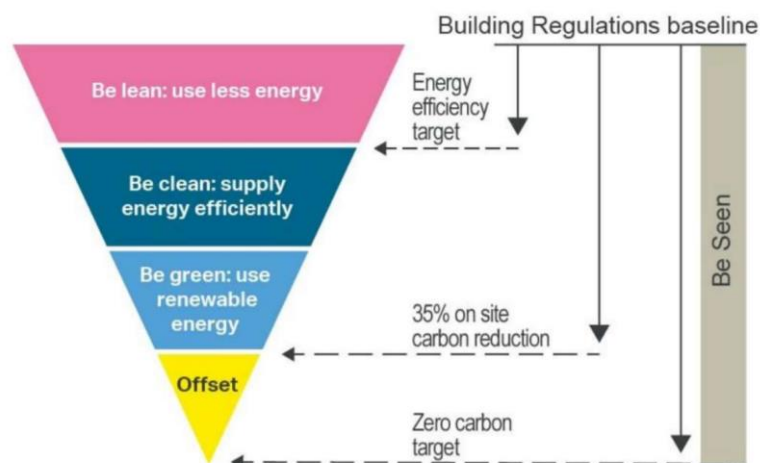 Building Regulations baseline
Be lean: use less energy
Energy
efficiency
target
Be clean: supply
energy efficiently
Be Seen
Be green: use
renewable
energy
35% on site
carbon reduction
Offset
Zero carbon
target